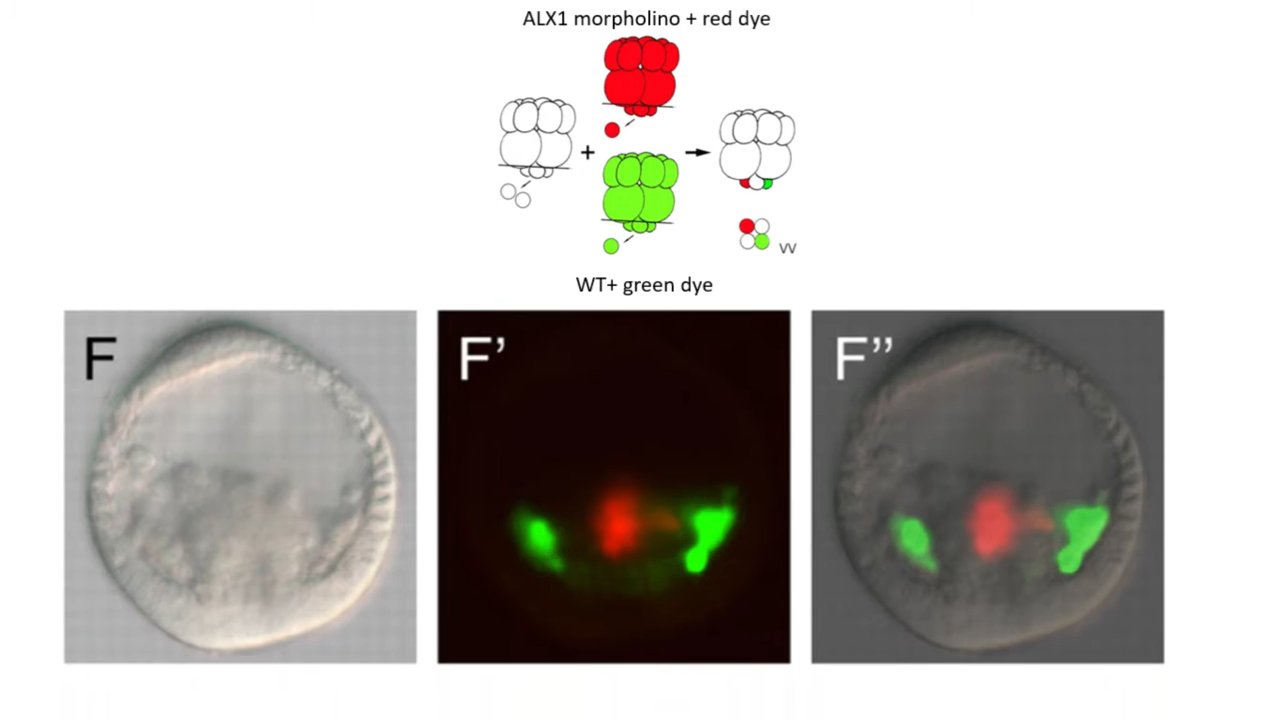 ALX1 morpholino + red dye
+
VV
WT+ green dye
F
F’
F”